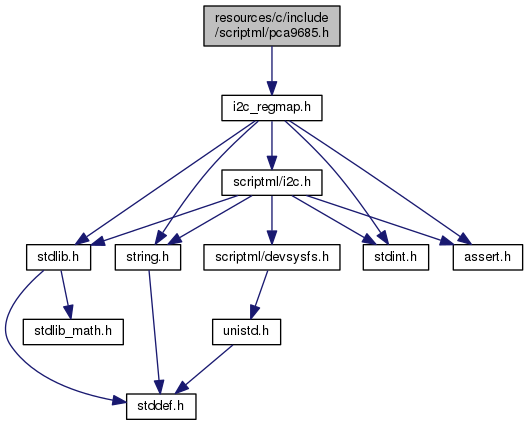 resources/c/include
/scriptml/pca9685.h
i2c_regmap.h
scriptml/i2c.h
stdlib.h
string.h
scriptml/devsysfs.h
stdint.h
assert.h
stdlib_math.h
unistd.h
stddef.h